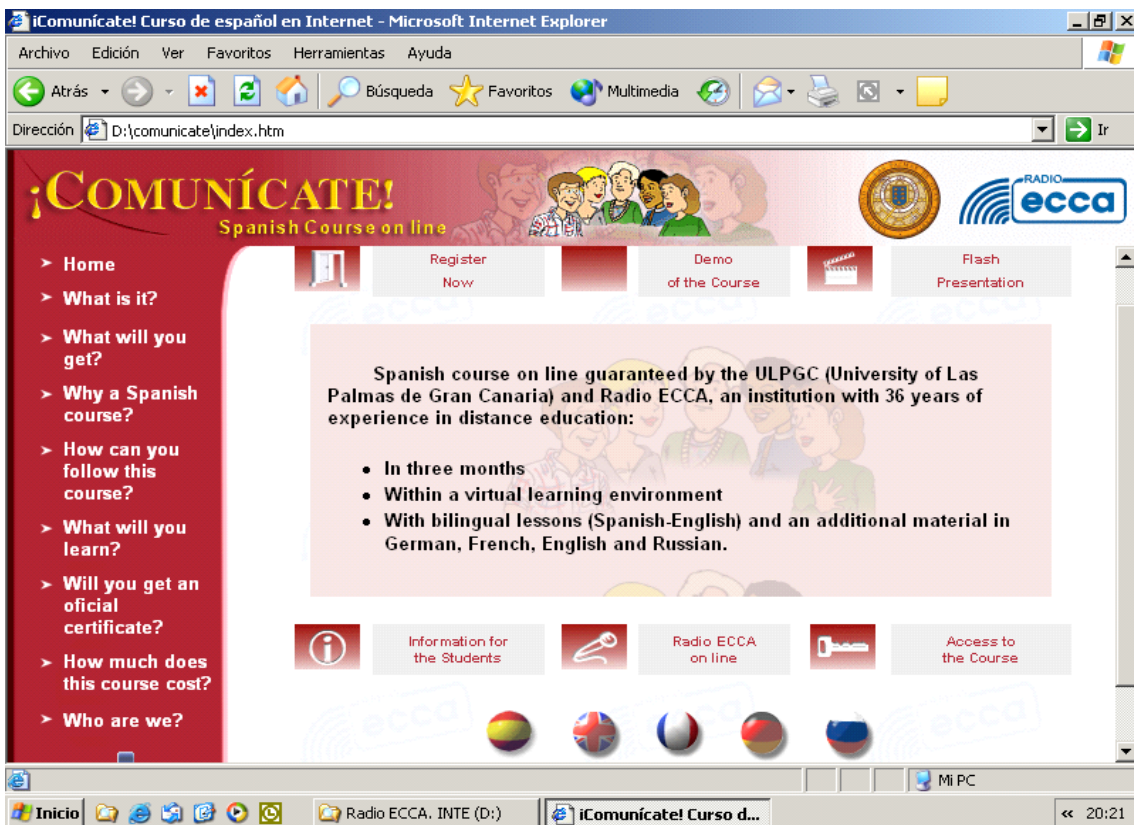 iComunícate! Curso de español en Internet - Microsoft Internet Explorer
Archivo Edición Ver Favoritos Herramientas Ayuda
Atrás Búsqueda Favoritos Multimedia
Dirección D:\comunicate\index.htm Ir
¡COMUNÍCATE!
Spanish Course on line
RADIO
ecca
Home
What is it?
What will you
get?
Why a Spanish
course?
How can you
follow this
course?
What will you
learn?
Will you get an
oficial
certificate?
How much does
this course cost?
Who are we?
Register
Now
Demo
of the Course
Flash
Presentation
Spanish course on line guaranteed by the ULPGC (University of Las
Palmas de Gran Canaria) and Radio ECCA, an institution with 36 years of
experience in distance education:
• In three months
• Within a virtual learning environment
• With bilingual lessons (Spanish-English) and an additional material in
German, French, English and Russian.
Information for
the Students
Radio ECCA
on line
Access to
the Course
ecca
ecca
Mi PC
Inicio Radio ECCA. INTE (D:) iComunícate! Curso d... « 20:21